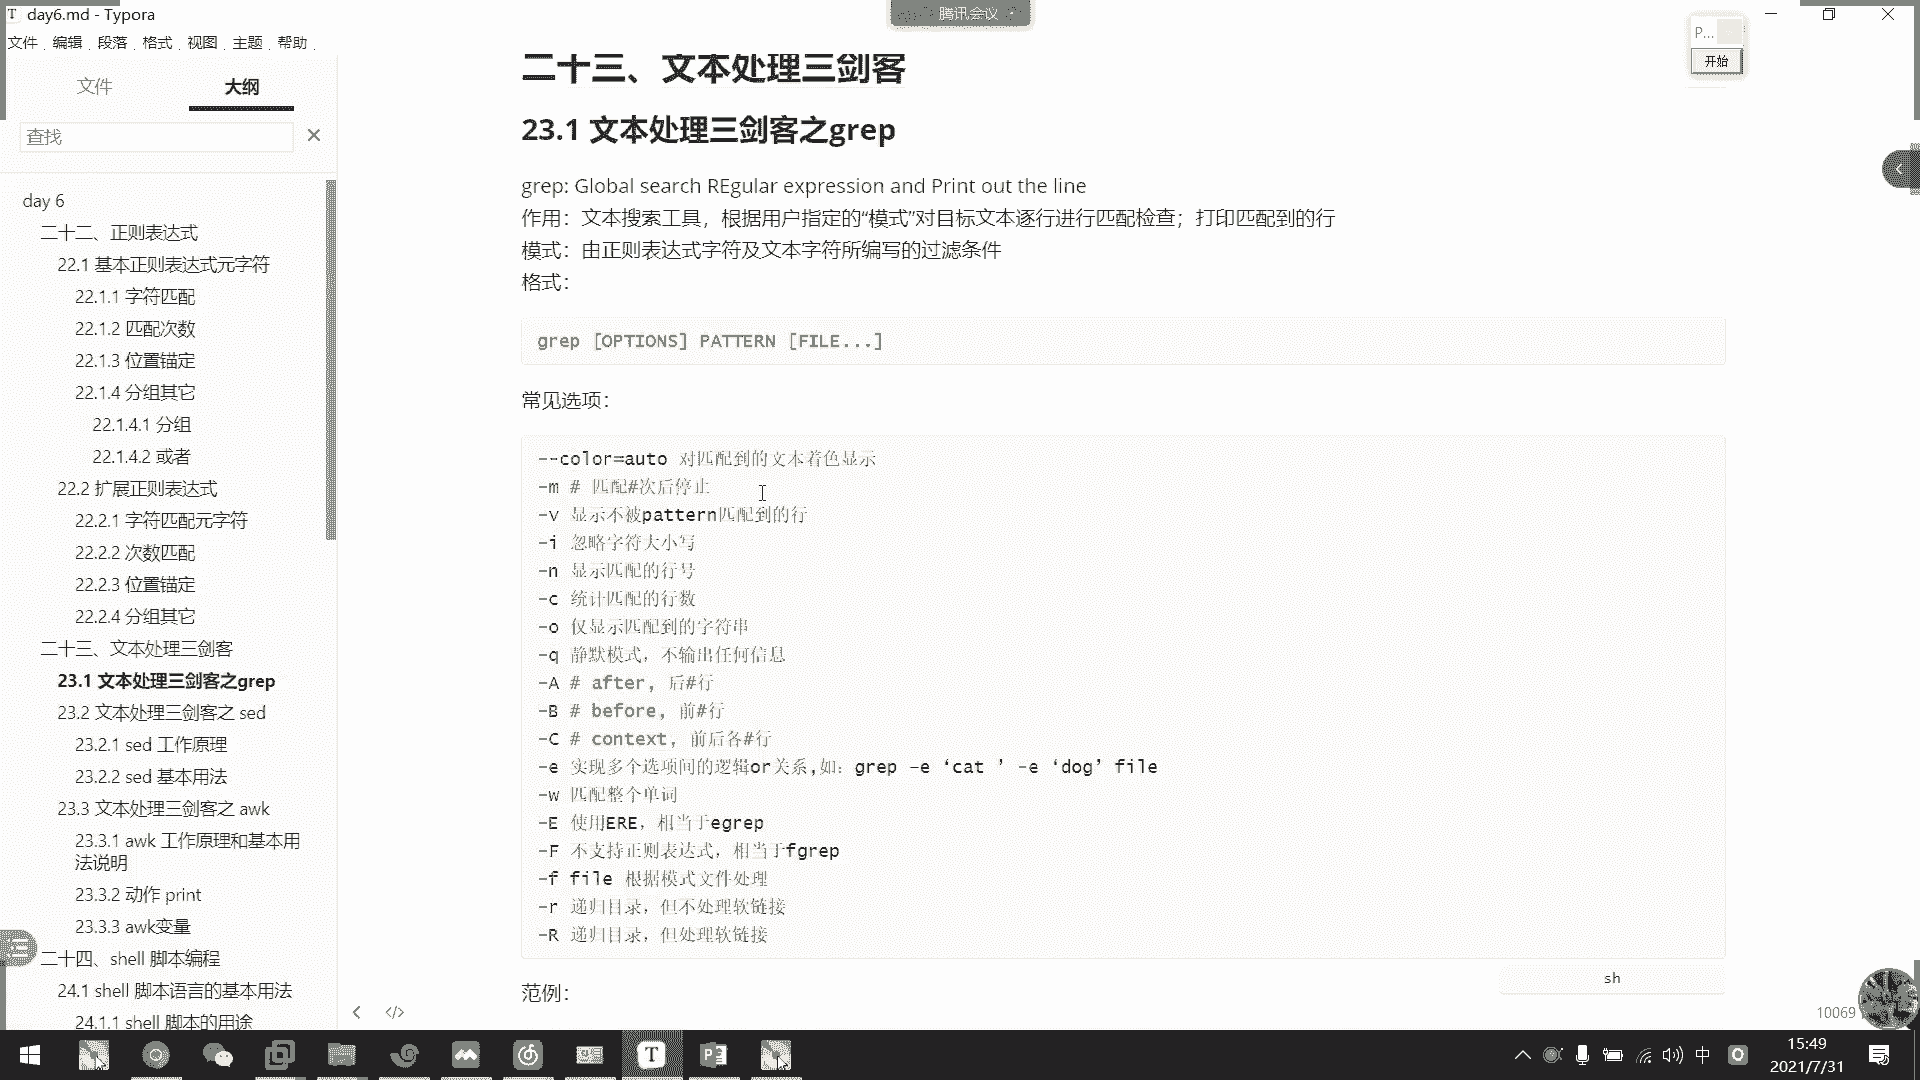 T day6.md - Typora
腾讯会议
文件 编辑 段落 格式 视图 主题 帮助
P...
开始
文件 大纲
查找
day 6
二十二、正则表达式
22.1 基本正则表达式元字符
22.1.1 字符匹配
22.1.2 匹配次数
22.1.3 位置锚定
22.1.4 分组其它
22.1.4.1 分组
22.1.4.2 或者
22.2 扩展正则表达式
22.2.1 字符匹配元字符
22.2.2 次数匹配
22.2.3 位置锚定
22.2.4 分组其它
二十三、文本处理三剑客
23.1 文本处理三剑客之grep
23.2 文本处理三剑客之 sed
23.2.1 sed 工作原理
23.2.2 sed 基本用法
23.3 文本处理三剑客之 awk
23.3.1 awk 工作原理和基本用
法说明
23.3.2 动作 print
23.3.3 awk变量
二十四、shell 脚本编程
24.1 shell 脚本语言的基本用法
24.1.1 shell 脚本的用途
二十三、文本处理三剑客
23.1 文本处理三剑客之grep
grep: Global search REgular expression and Print out the line
作用：文本搜索工具，根据用户指定的“模式”对目标文本逐行进行匹配检查；打印匹配到的行
模式：由正则表达式字符及文本字符所编写的过滤条件
格式：
grep [OPTIONS] PATTERN [FILE...]
常见选项：
--color=auto 对匹配到的文本着色显示
-m # 匹配#次后停止
-v 显示不被pattern匹配到的行
-i 忽略字符大小写
-n 显示匹配的行号
-c 统计匹配的行数
-o 仅显示匹配到的字符串
-q 静默模式，不输出任何信息
-A # after, 后#行
-B # before, 前#行
-C # context, 前后各#行
-e 实现多个选项间的逻辑or关系,如：grep -e ‘cat ’ -e ‘dog’ file
-w 匹配整个单词
-E 使用ERE，相当于egrep
-F 不支持正则表达式，相当于fgrep
-f file 根据模式文件处理
-r 递归目录，但不处理软链接
-R 递归目录，但处理软链接
sh
范例：
10069
中
15:49
2021/7/31